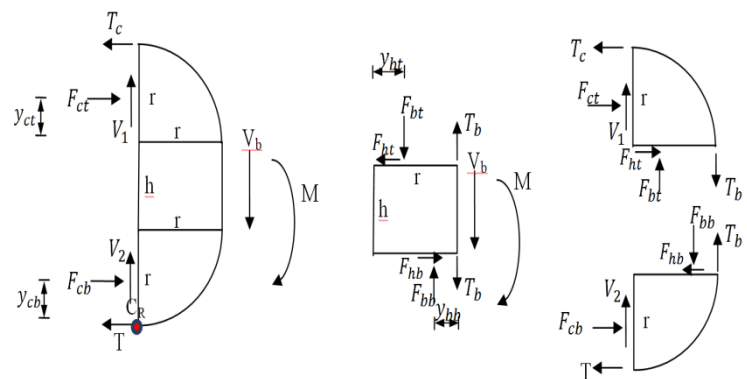 T_c
F_ct
y_ct
V_1
r
r
V_b
h
M
r
V_2
F_cb
r
y_cb
C_R
T
y_ht
F_bt
T_b
F_ht
r
V_b
h
M
F_hb
F_bb
T_b
y_hb
T_c
F_ct
r
V_1
F_ht
F_bt
T_b
F_bb
T_b
F_hb
V_2
r
F_cb
T